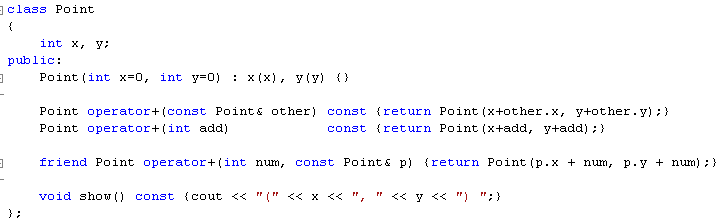 class Point
{
    int x, y;
public:
    Point(int x=0, int y=0) : x(x), y(y) {}
    Point operator+(const Point& other) const {return Point(x+other.x, y+other.y);}
    Point operator+(int add)            const {return Point(x+add, y+add);}
    friend Point operator+(int num, const Point& p) {return Point(p.x + num, p.y + num);}
    void show() const {cout << "(" << x << ", " << y << ") ";}
};